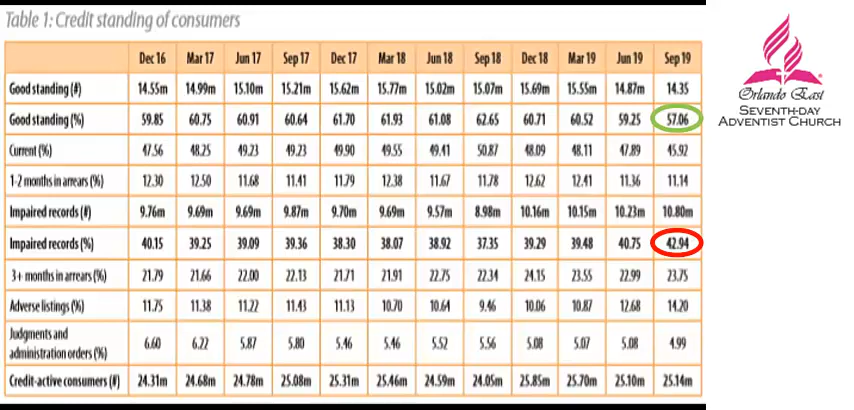 Table 1: Credit standing of consumers
Dec 16 Mar 17 Jun 17 Sep 17 Dec 17 Mar 18 Jun 18 Sep 18 Dec 18 Mar 19 Jun 19 Sep 19
Good standing (#) 14.55m 14.99m 15.10m 15.21m 15.62m 15.77m 15.02m 15.07m 15.69m 15.55m 14.87m 14.35
Good standing (%) 59.85 60.75 60.91 60.64 61.70 61.93 61.08 62.65 60.71 60.52 59.25 57.06
Current (%) 47.56 48.25 49.23 49.23 49.90 49.55 49.41 50.87 48.09 48.11 47.89 45.92
1-2 months in arrears (%) 12.30 12.50 11.68 11.41 11.79 12.38 11.67 11.78 12.62 12.41 11.36 11.14
Impaired records (#) 9.76m 9.69m 9.69m 9.87m 9.70m 9.69m 9.57m 8.98m 10.16m 10.15m 10.23m 10.80m
Impaired records (%) 40.15 39.25 39.09 39.36 38.30 38.07 38.92 37.35 39.29 39.48 40.75 42.94
3+ months in arrears (%) 21.79 21.66 22.00 22.13 21.71 21.91 22.75 22.34 24.15 23.55 22.99 23.75
Adverse listings (%) 11.75 11.38 11.22 11.43 11.13 10.70 10.64 9.46 10.06 10.87 12.68 14.20
Judgments and
administration orders (%) 6.60 6.22 5.87 5.80 5.46 5.46 5.52 5.56 5.08 5.07 5.08 4.99
Credit-active consumers (#) 24.31m 24.68m 24.78m 25.08m 25.31m 25.46m 24.59m 24.05m 25.85m 25.70m 25.10m 25.14m
Orlando East
SEVENTH-DAY
ADVENTIST CHURCH